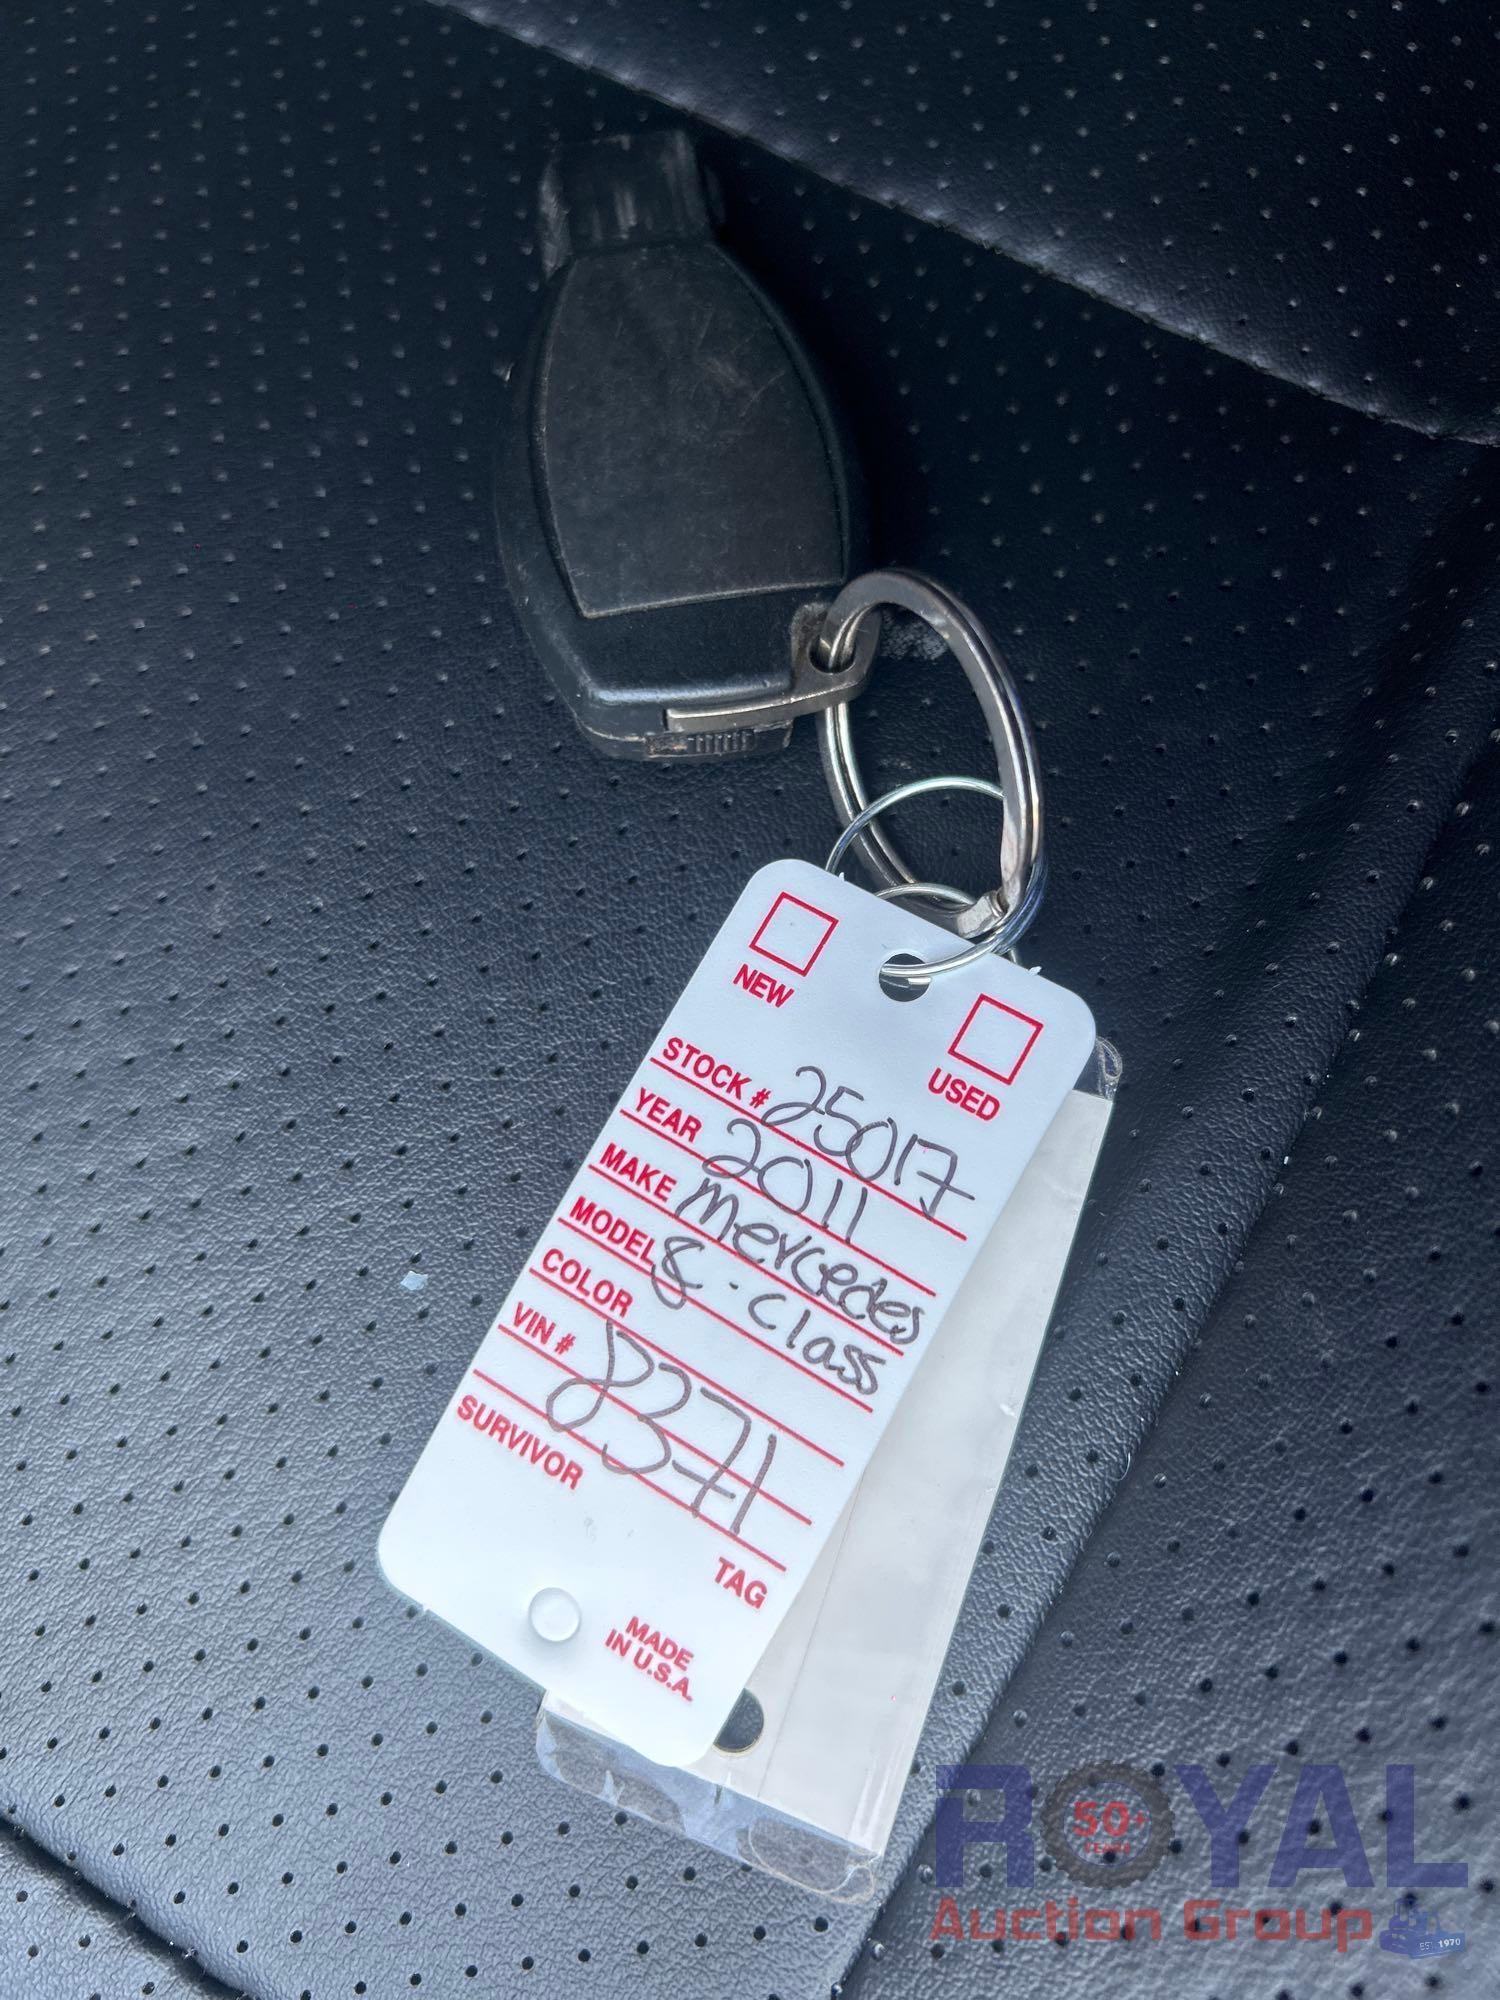 NEW
USED
STOCK # 25017
YEAR 2011
MAKE Mercedes
MODEL S-Class
COLOR
VIN # 8371
SURVIVOR TAG
MADE
IN U.S.A.
ROYAL
50+
YEARS
Auction Group
EST. 1970